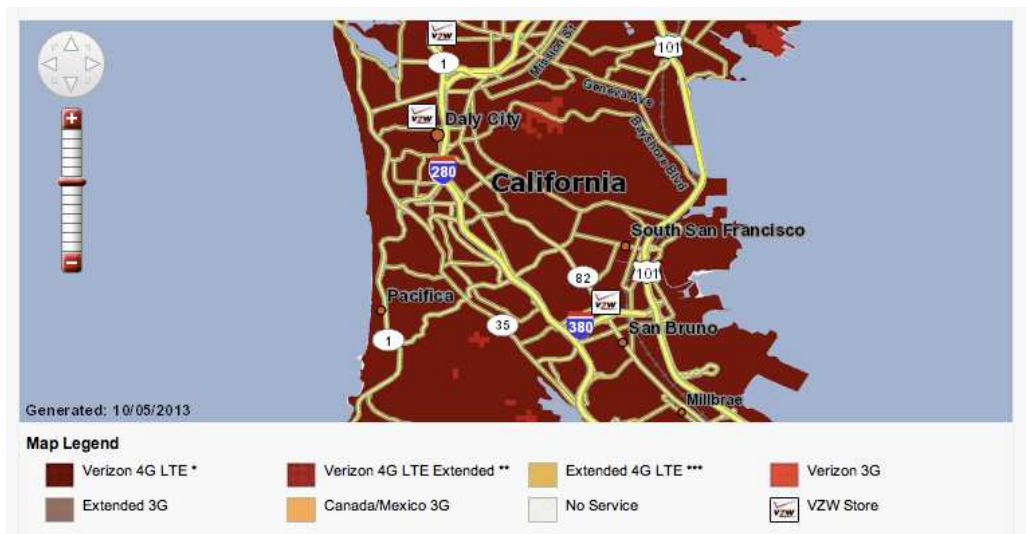 VZW
1
Mission St
101
Geneva Ave
VZW
Daly City
Bayshore Blvd
280
California
South San Francisco
82
101
VZW
Pacifica
35
380
San Bruno
1
Millbrae
Generated: 10/05/2013
Map Legend
Verizon 4G LTE *
Verizon 4G LTE Extended **
Extended 4G LTE ***
Verizon 3G
Extended 3G
Canada/Mexico 3G
No Service
VZW VZW Store